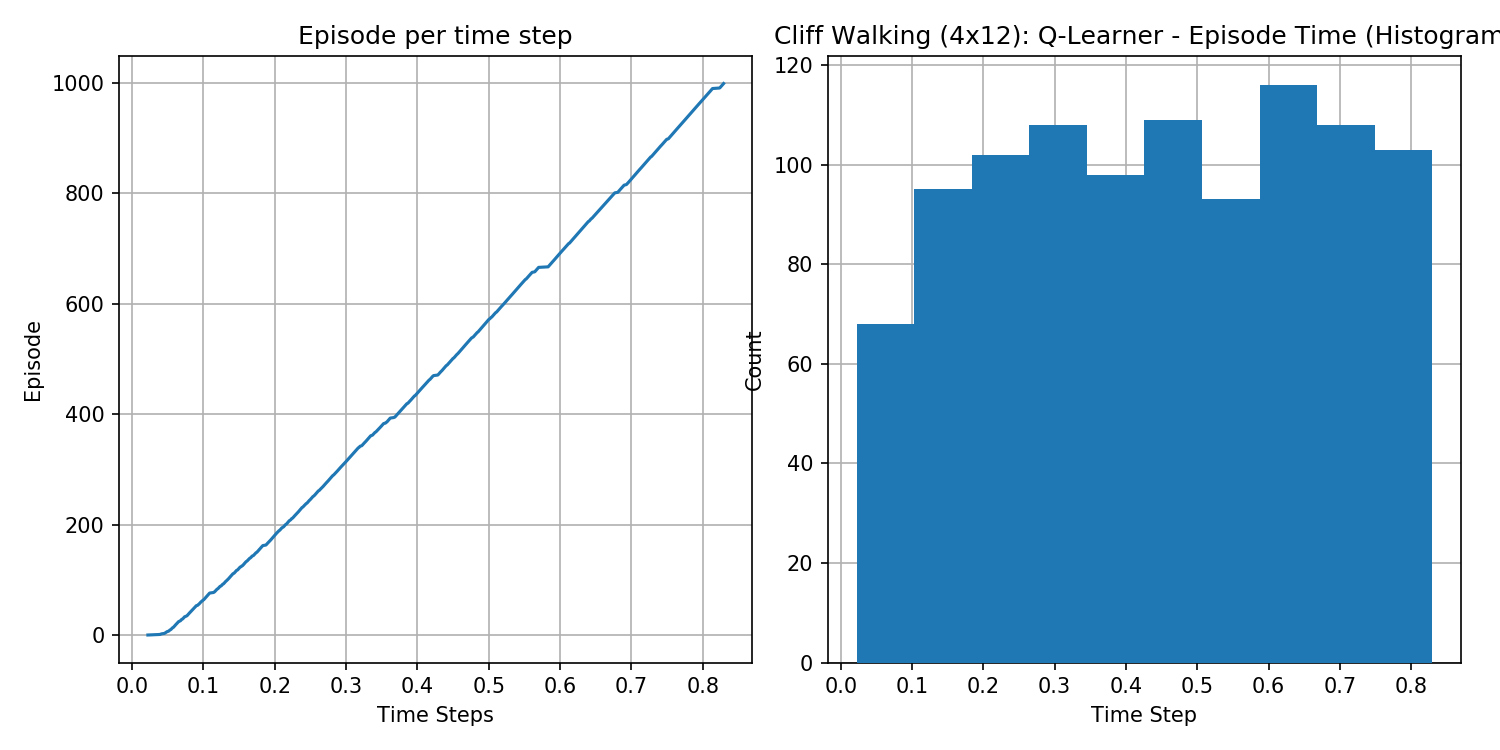 Episode per time step
1000
800
600
400
200
0
Episode
0.0 0.1 0.2 0.3 0.4 0.5 0.6 0.7 0.8
Time Steps
Cliff Walking (4x12): Q-Learner - Episode Time (Histogram
120
100
80
60
40
20
0
Count
0.0 0.1 0.2 0.3 0.4 0.5 0.6 0.7 0.8
Time Step